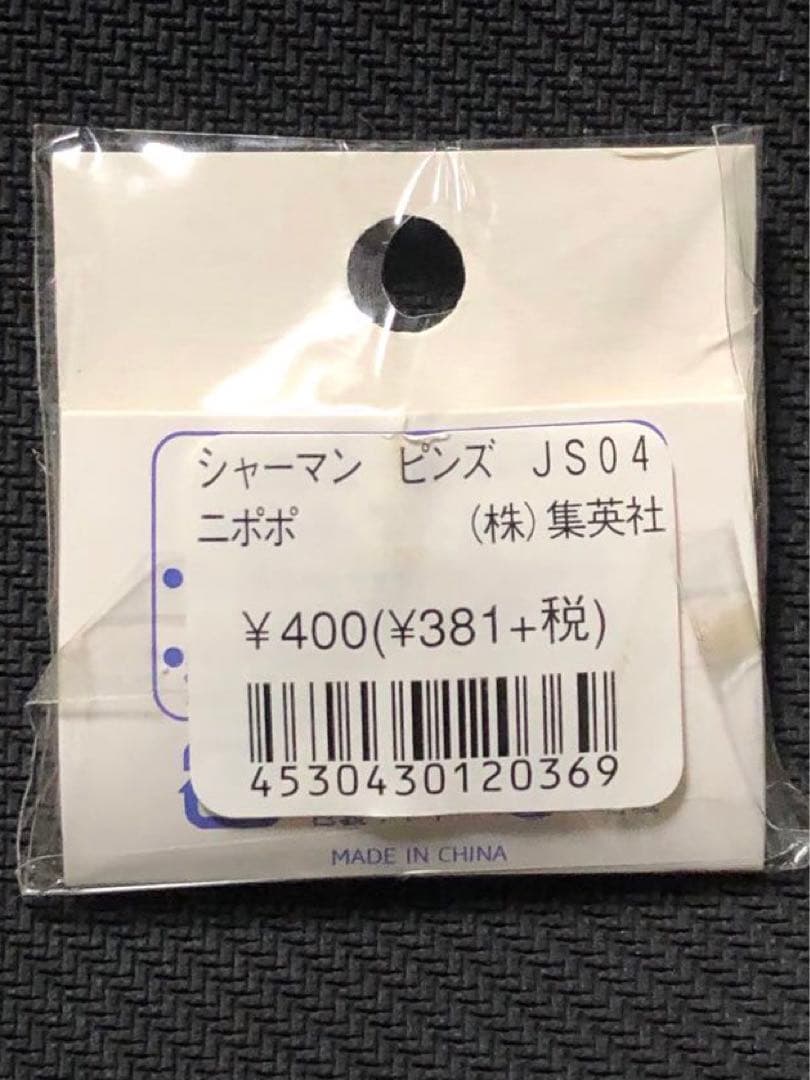 シャーマン ピンズ JS04
ニポポ (株)集英社
¥400(¥381+税)
4530430120369
MADE IN CHINA